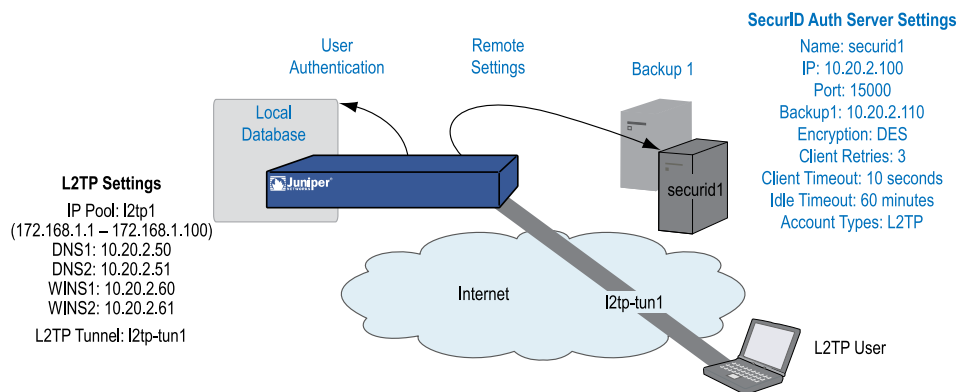 SecurID Auth Server Settings
Name: securid1
IP: 10.20.2.100
Port: 15000
Backup1: 10.20.2.110
Encryption: DES
Client Retries: 3
Client Timeout: 10 seconds
Idle Timeout: 60 minutes
Account Types: L2TP
User
Authentication
Remote
Settings
Backup 1
Local
Database
Juniper
NETWORKS
securid1
L2TP Settings
IP Pool: l2tp1
(172.168.1.1 – 172.168.1.100)
DNS1: 10.20.2.50
DNS2: 10.20.2.51
WINS1: 10.20.2.60
WINS2: 10.20.2.61
L2TP Tunnel: l2tp-tun1
Internet
l2tp-tun1
L2TP User